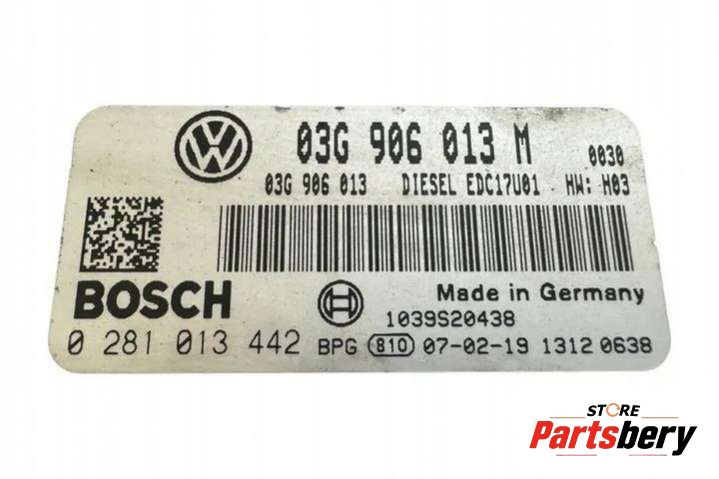 03G 906 013 M 0030
03G 906 013 DIESEL EDC17U01 HW: H03
BOSCH
Made in Germany
1039S20438
0 281 013 442 BPG 810 07-02-19 1312 0638
STORE
Partsbery